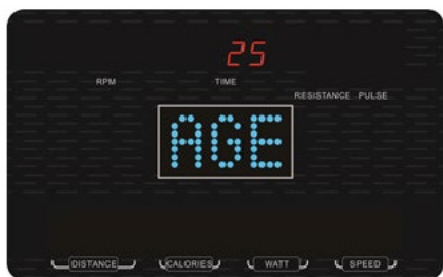 25
RPM TIME
RESISTANCE PULSE
AGE
DISTANCE CALORIES WATT SPEED